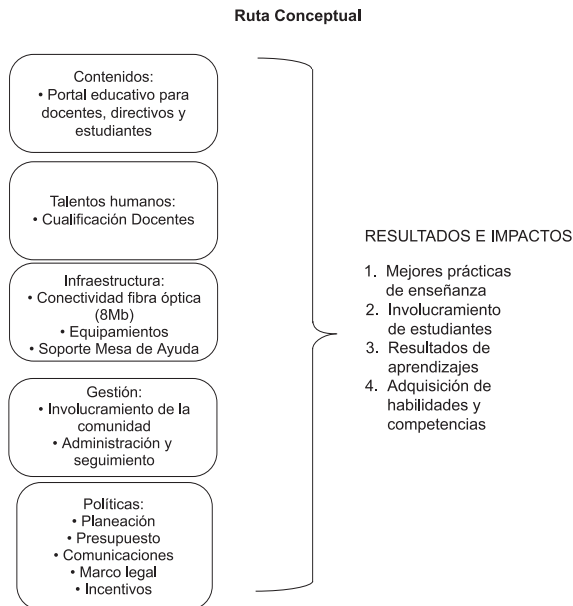 Ruta Conceptual
Contenidos:
• Portal educativo para
docentes, directivos y
estudiantes
Talentos humanos:
• Cualificación Docentes
Infraestructura:
• Conectividad fibra óptica
(8Mb)
• Equipamientos
• Soporte Mesa de Ayuda
Gestión:
• Involucramiento de la
comunidad
• Administración y
seguimiento
Políticas:
• Planeación
• Presupuesto
• Comunicaciones
• Marco legal
• Incentivos
RESULTADOS E IMPACTOS
1. Mejores prácticas
de enseñanza
2. Involucramiento
de estudiantes
3. Resultados de
aprendizajes
4. Adquisición de
habilidades y
competencias